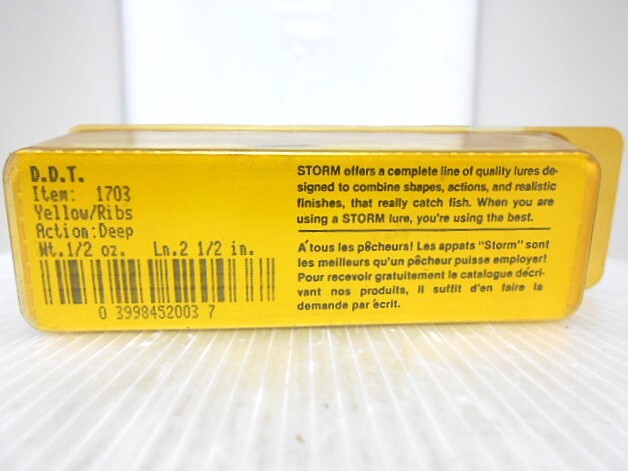 D.D.T.
Item: 1703
Yellow/Ribs
Action:Deep
Wt.1/2 oz. Ln.2 1/2 in.
0 3998452003 7
STORM offers a complete line of quality lures de-
signed to combine shapes, actions, and realistic
finishes, that really catch fish. When you are
using a STORM lure, you're using the best.
A'tous les pêcheurs! Les appats "Storm" sont
les meilleurs qu'un pêcheur puisse employer!
Pour recevoir gratuitement le catalogue décri-
vant nos produits, il suffit d'en faire la
demande par écrit.